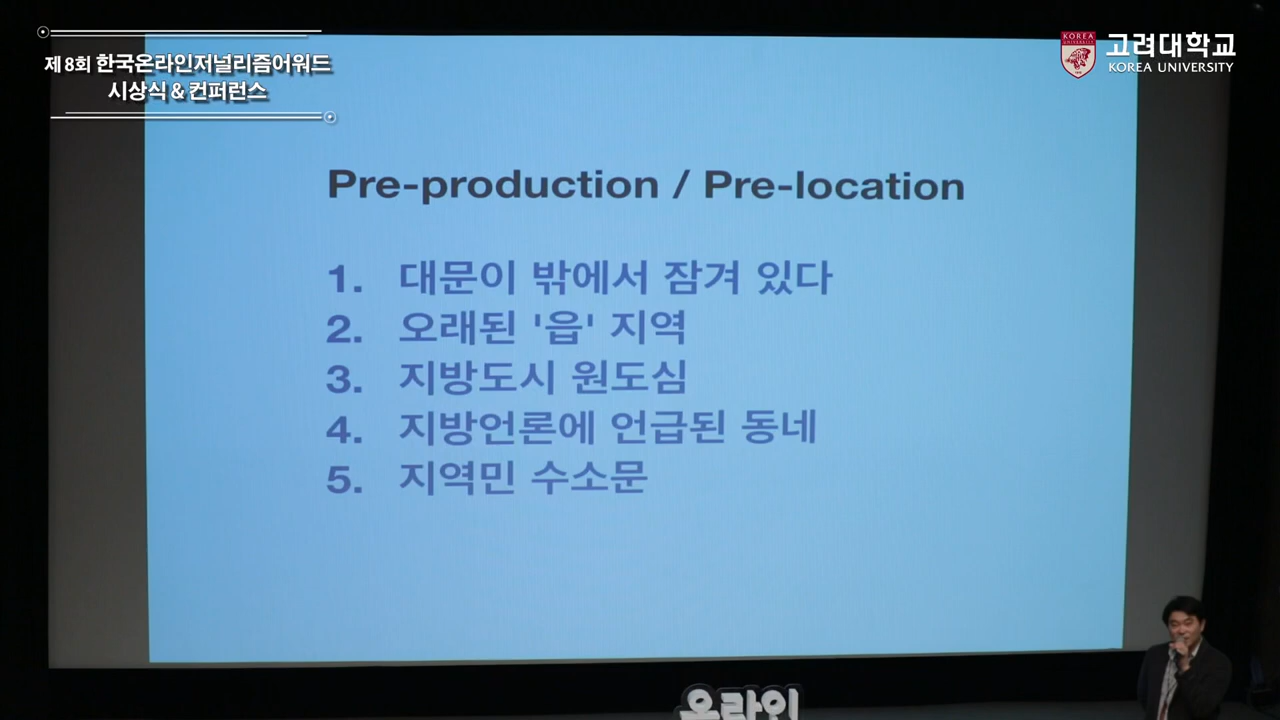 제8회 한국온라인저널리즘어워드
시상식 & 컨퍼런스
KOREA
고려대학교
KOREA UNIVERSITY
Pre-production / Pre-location
1. 대문이 밖에서 잠겨 있다
2. 오래된 '읍' 지역
3. 지방도시 원도심
4. 지방언론에 언급된 동네
5. 지역민 수소문
온라인